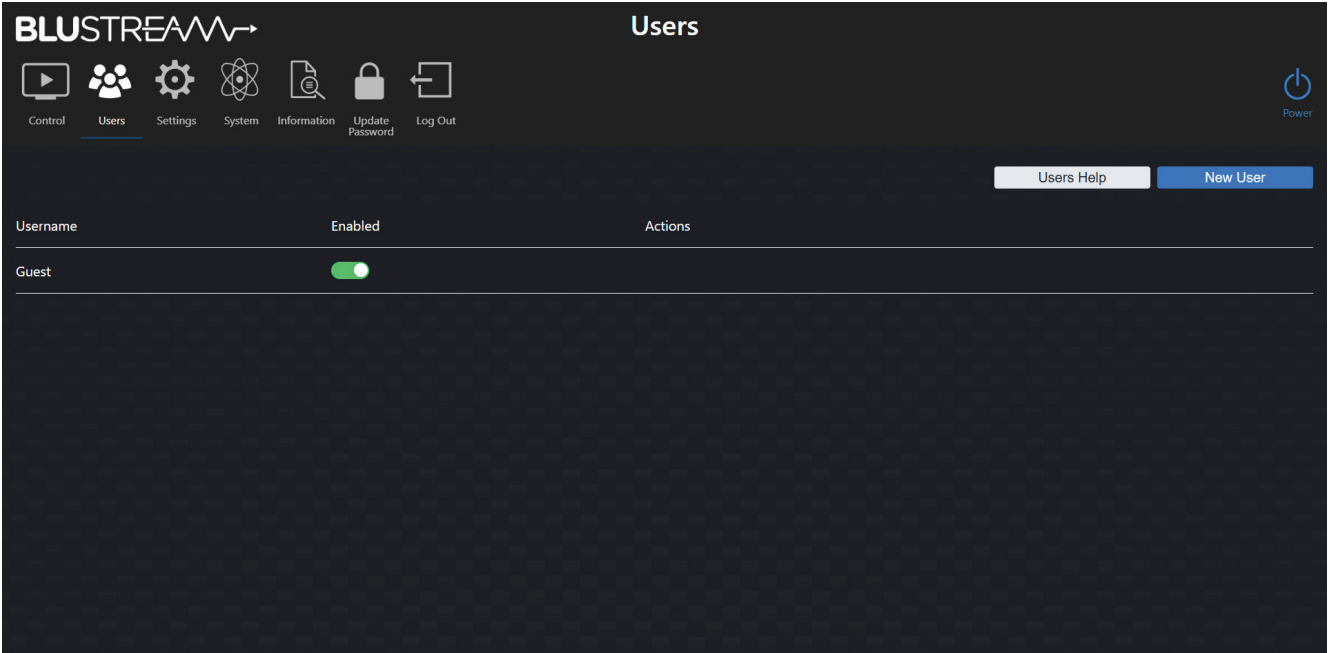 BLUSTREAM
Users
Control
Users
Settings
System
Information
Update
Password
Log Out
Power
Users Help
New User
Username
Enabled
Actions
Guest